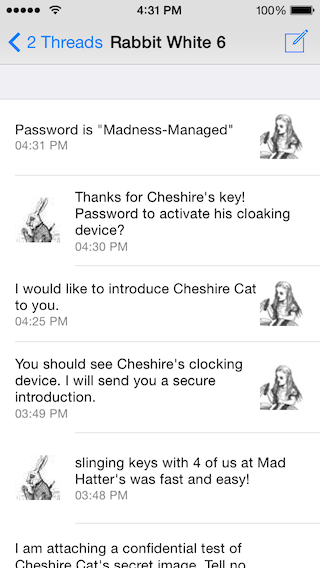 4:31 PM
100%
2 Threads
Rabbit White 6
Password is "Madness-Managed"
04:31 PM
Thanks for Cheshire's key!
Password to activate his cloaking
device?
04:30 PM
I would like to introduce Cheshire Cat
to you.
04:25 PM
You should see Cheshire's clocking
device. I will send you a secure
introduction.
03:49 PM
slinging keys with 4 of us at Mad
Hatter's was fast and easy!
03:48 PM
I am attaching a confidential test of
Cheshire Cat's secret image. Tell no